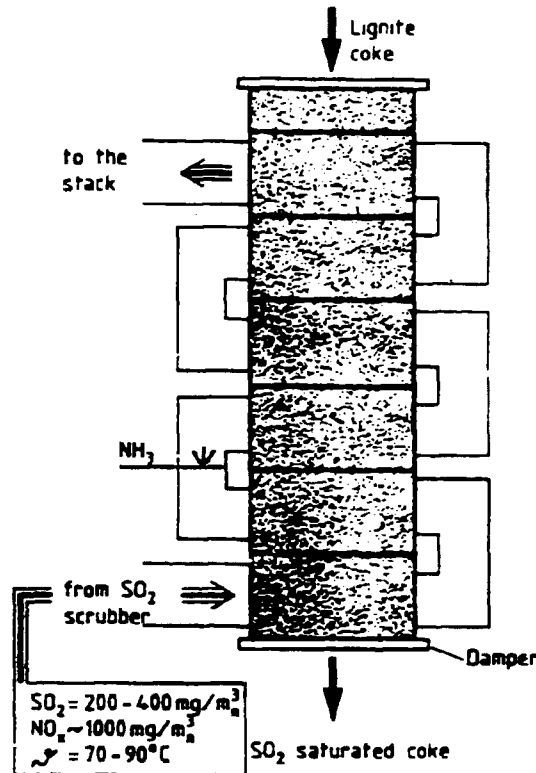 Lignite
coke
to the
stack
NH₃
from SO₂
scrubber
Damper
SO₂ = 200 - 400 mg/m³ₙ
NOₓ ~ 1000 mg/m³ₙ
𝜗 = 70 - 90°C
SO₂ saturated coke